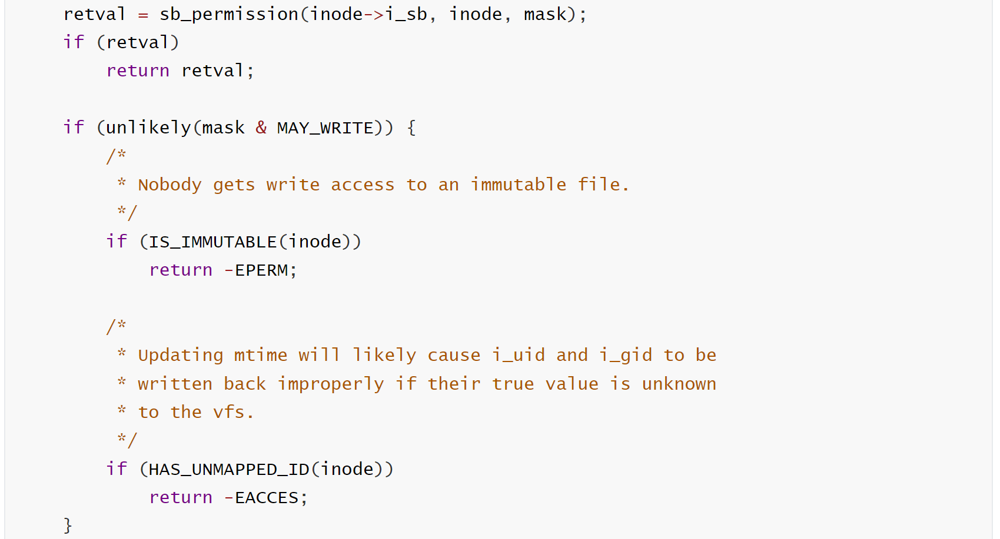 retval = sb_permission(inode->i_sb, inode, mask);
if (retval)
    return retval;

if (unlikely(mask & MAY_WRITE)) {
    /*
     * Nobody gets write access to an immutable file.
     */
    if (IS_IMMUTABLE(inode))
        return -EPERM;

    /*
     * Updating mtime will likely cause i_uid and i_gid to be
     * written back improperly if their true value is unknown
     * to the vfs.
     */
    if (HAS_UNMAPPED_ID(inode))
        return -EACCES;
}